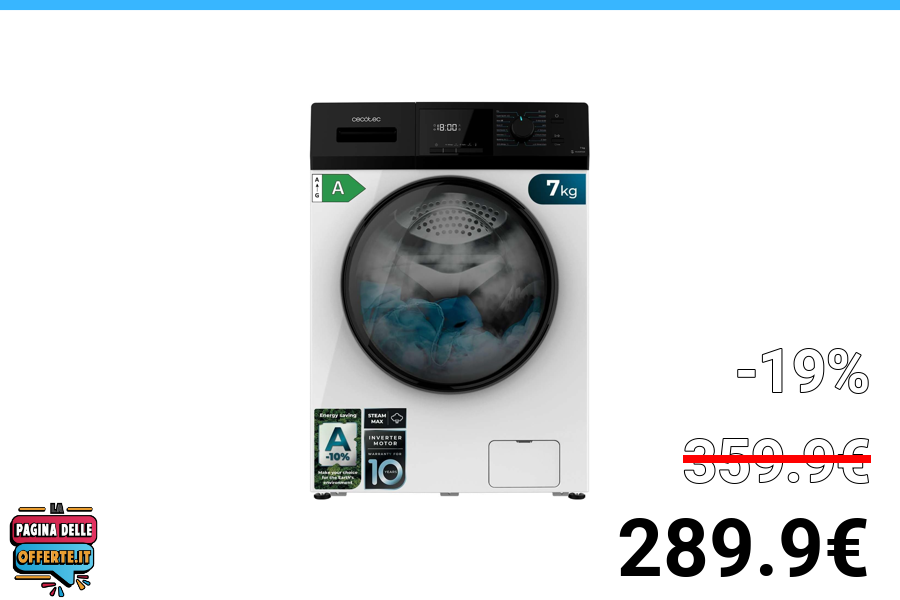 cecotec
18:00
A
G
A
7kg
Energy saving
A
-10%
Make your choice
for the Earth's
environment
STEAM
MAX
INVERTER
MOTOR
WARRANTY FOR
10 YEARS
-19%
359.9€
289.9€
LA
PAGINA DELLE
OFFERTE.IT